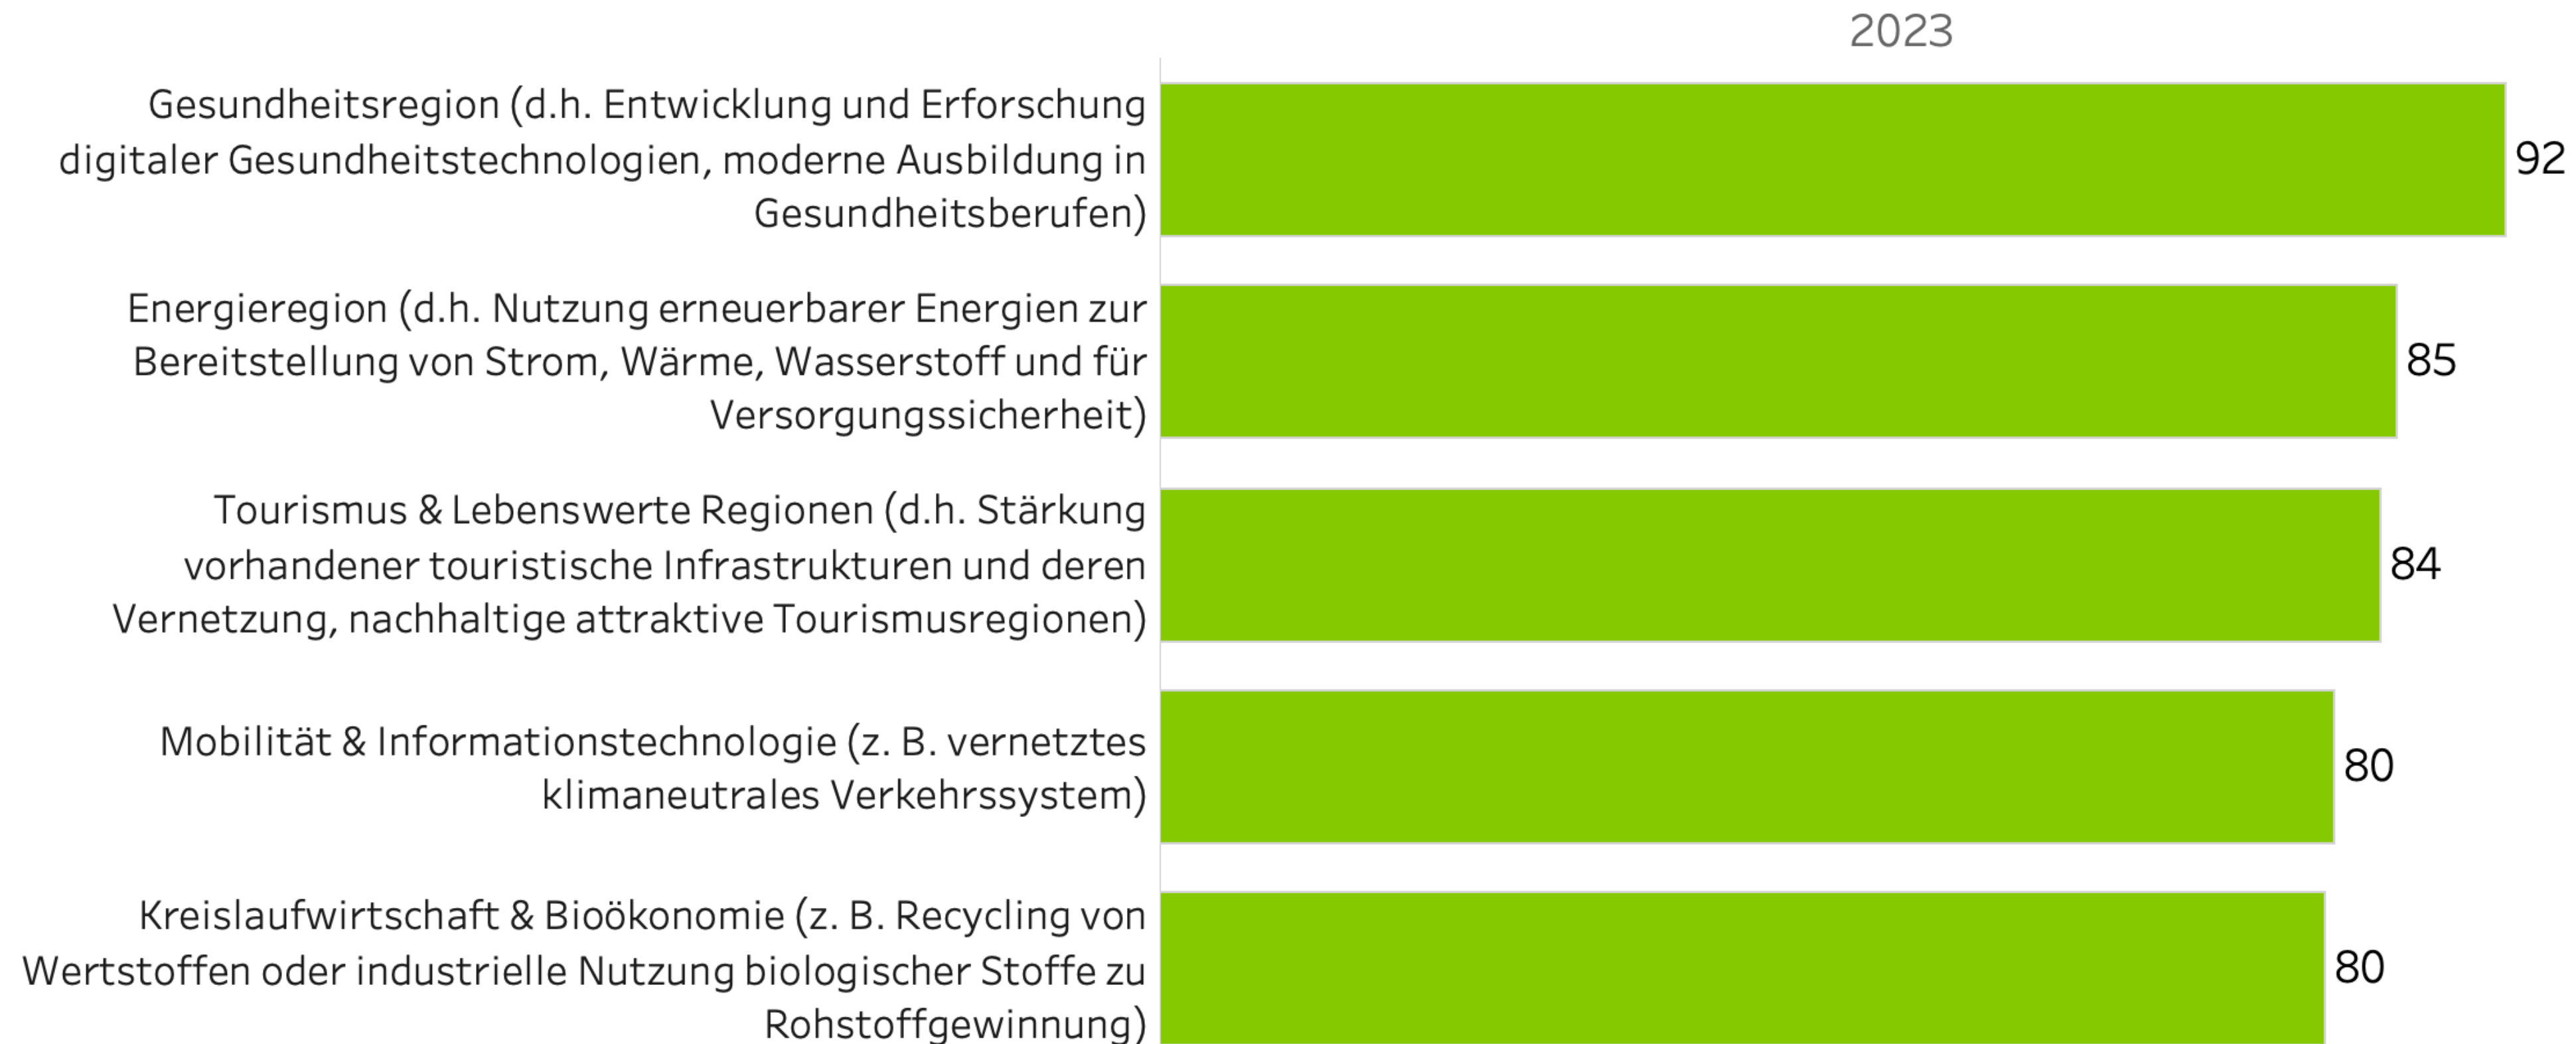 2023
Gesundheitsregion (d.h. Entwicklung und Erforschung
digitaler Gesundheitstechnologien, moderne Ausbildung in
Gesundheitsberufen)
92
Energieregion (d.h. Nutzung erneuerbarer Energien zur
Bereitstellung von Strom, Wärme, Wasserstoff und für
Versorgungssicherheit)
85
Tourismus & Lebenswerte Regionen (d.h. Stärkung
vorhandener touristische Infrastrukturen und deren
Vernetzung, nachhaltige attraktive Tourismusregionen)
84
Mobilität & Informationstechnologie (z. B. vernetztes
klimaneutrales Verkehrssystem)
80
Kreislaufwirtschaft & Bioökonomie (z. B. Recycling von
Wertstoffen oder industrielle Nutzung biologischer Stoffe zu
Rohstoffgewinnung)
80